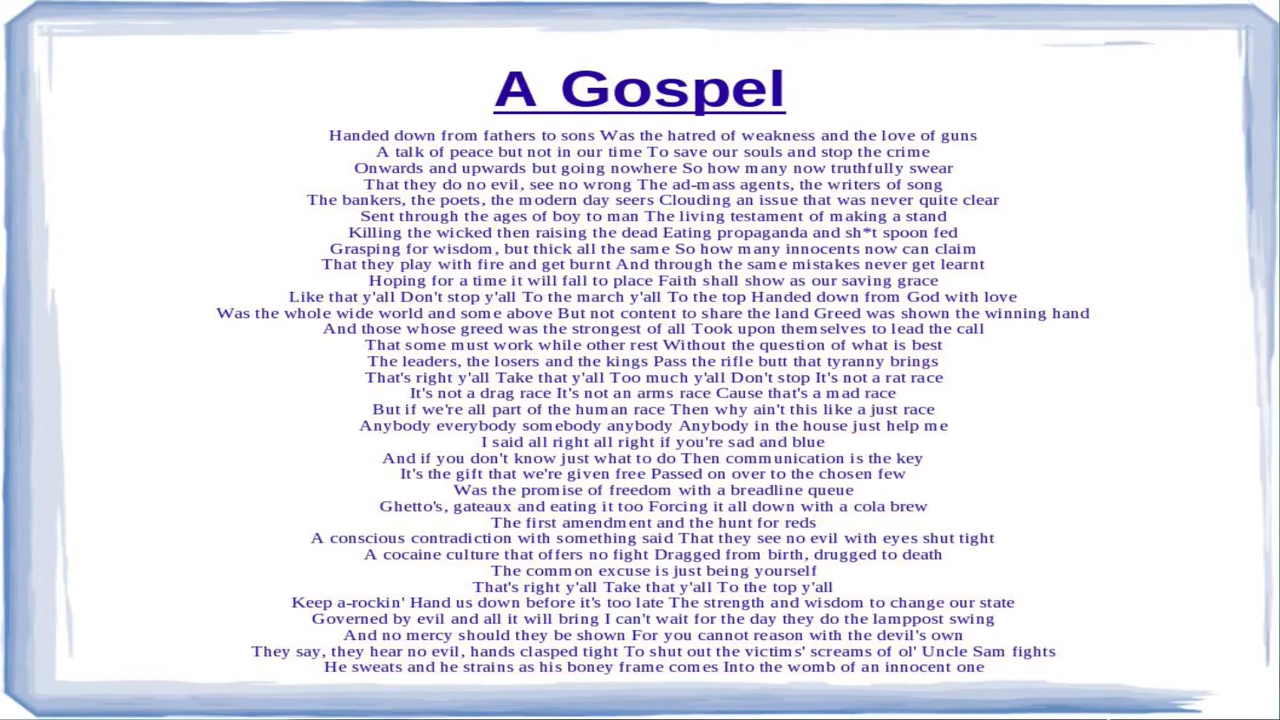 A Gospel
Handed down from fathers to sons Was the hatred of weakness and the love of guns
A talk of peace but not in our time To save our souls and stop the crime
Onwards and upwards but going nowhere So how many now truthfully swear
That they do no evil, see no wrong The ad-mass agents, the writers of song
The bankers, the poets, the modern day seers Clouding an issue that was never quite clear
Sent through the ages of boy to man The living testament of making a stand
Killing the wicked then raising the dead Eating propaganda and sh*t spoon fed
Grasping for wisdom, but thick all the same So how many innocents now can claim
That they play with fire and get burnt And through the same mistakes never get learnt
Hoping for a time it will fall to place Faith shall show as our saving grace
Like that y'all Don't stop y'all To the march y'all To the top Handed down from God with love
Was the whole wide world and some above But not content to share the land Greed was shown the winning hand
And those whose greed was the strongest of all Took upon themselves to lead the call
That some must work while other rest Without the question of what is best
The leaders, the losers and the kings Pass the rifle butt that tyranny brings
That's right y'all Take that y'all Too much y'all Don't stop It's not a rat race
It's not a drag race It's not an arms race Cause that's a mad race
But if we're all part of the human race Then why ain't this like a just race
Anybody everybody somebody anybody Anybody in the house just help me
I said all right all right if you're sad and blue
And if you don't know just what to do Then communication is the key
It's the gift that we're given free Passed on over to the chosen few
Was the promise of freedom with a breadline queue
Ghetto's, gateaux and eating it too Forcing it all down with a cola brew
The first amendment and the hunt for reds
A conscious contradiction with something said That they see no evil with eyes shut tight
A cocaine culture that offers no fight Dragged from birth, drugged to death
The common excuse is just being yourself
That's right y'all Take that y'all To the top y'all
Keep a-rockin' Hand us down before it's too late The strength and wisdom to change our state
Governed by evil and all it will bring I can't wait for the day they do the lamppost swing
And no mercy should they be shown For you cannot reason with the devil's own
They say, they hear no evil, hands clasped tight To shut out the victims' screams of ol' Uncle Sam fights
He sweats and he strains as his boney frame comes Into the womb of an innocent one